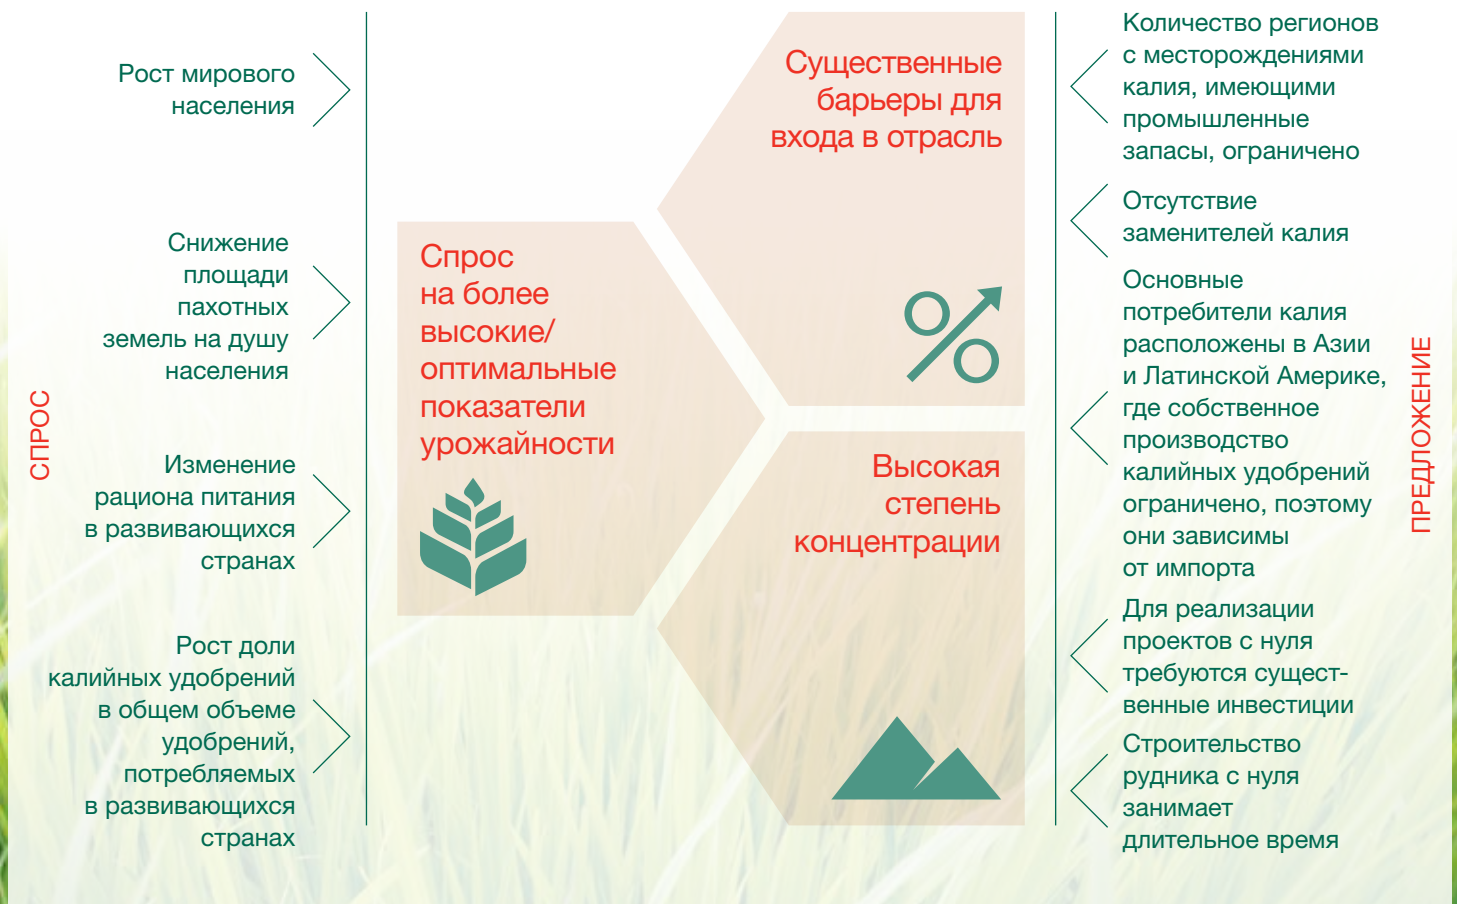 СПРОС
Рост мирового
населения
Снижение
площади
пахотных
земель на душу
населения
Изменение
рациона питания
в развивающихся
странах
Рост доли
калийных удобрений
в общем объеме
удобрений,
потребляемых
в развивающихся
странах
Спрос
на более
высокие/
оптимальные
показатели
урожайности
Существенные
барьеры для
входа в отрасль
Высокая
степень
концентрации
Количество регионов
с месторождениями
калия, имеющими
промышленные
запасы, ограничено
Отсутствие
заменителей калия
Основные
потребители калия
расположены в Азии
и Латинской Америке,
где собственное
производство
калийных удобрений
ограничено, поэтому
они зависимы
от импорта
Для реализации
проектов с нуля
требуются сущест-
венные инвестиции
Строительство
рудника с нуля
занимает
длительное время
ПРЕДЛОЖЕНИЕ